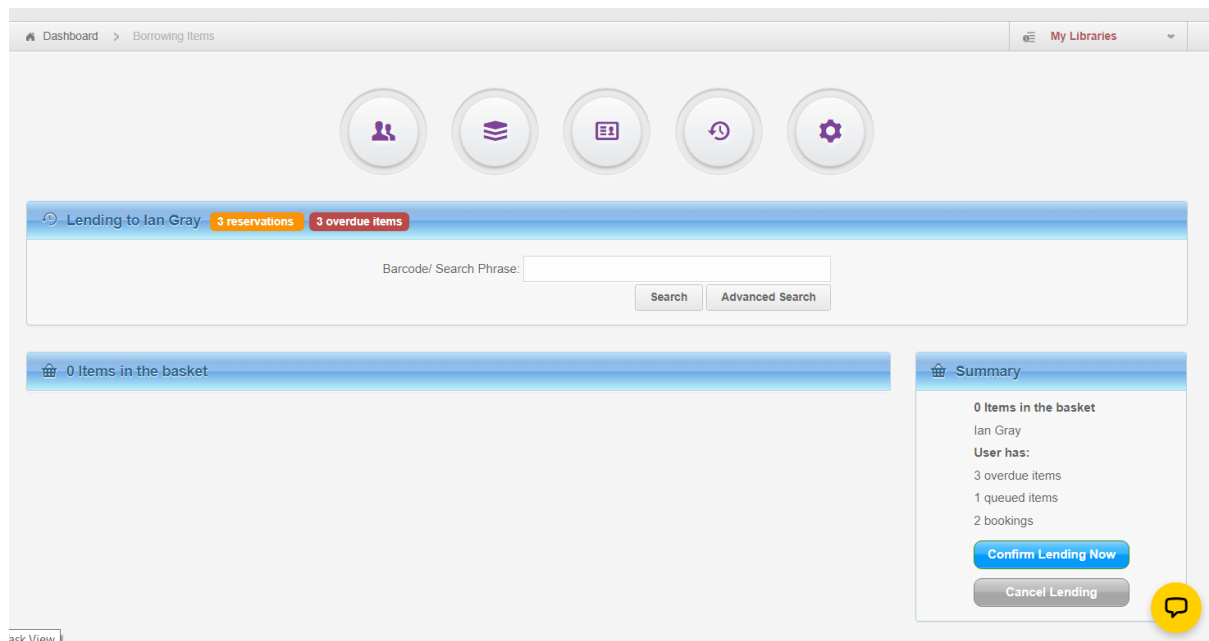 Dashboard > Borrowing Items
My Libraries
Lending to Ian Gray 3 reservations 3 overdue items
Barcode/ Search Phrase:
Search Advanced Search
0 Items in the basket
Summary
0 Items in the basket
Ian Gray
User has:
3 overdue items
1 queued items
2 bookings
Confirm Lending Now
Cancel Lending
ask View